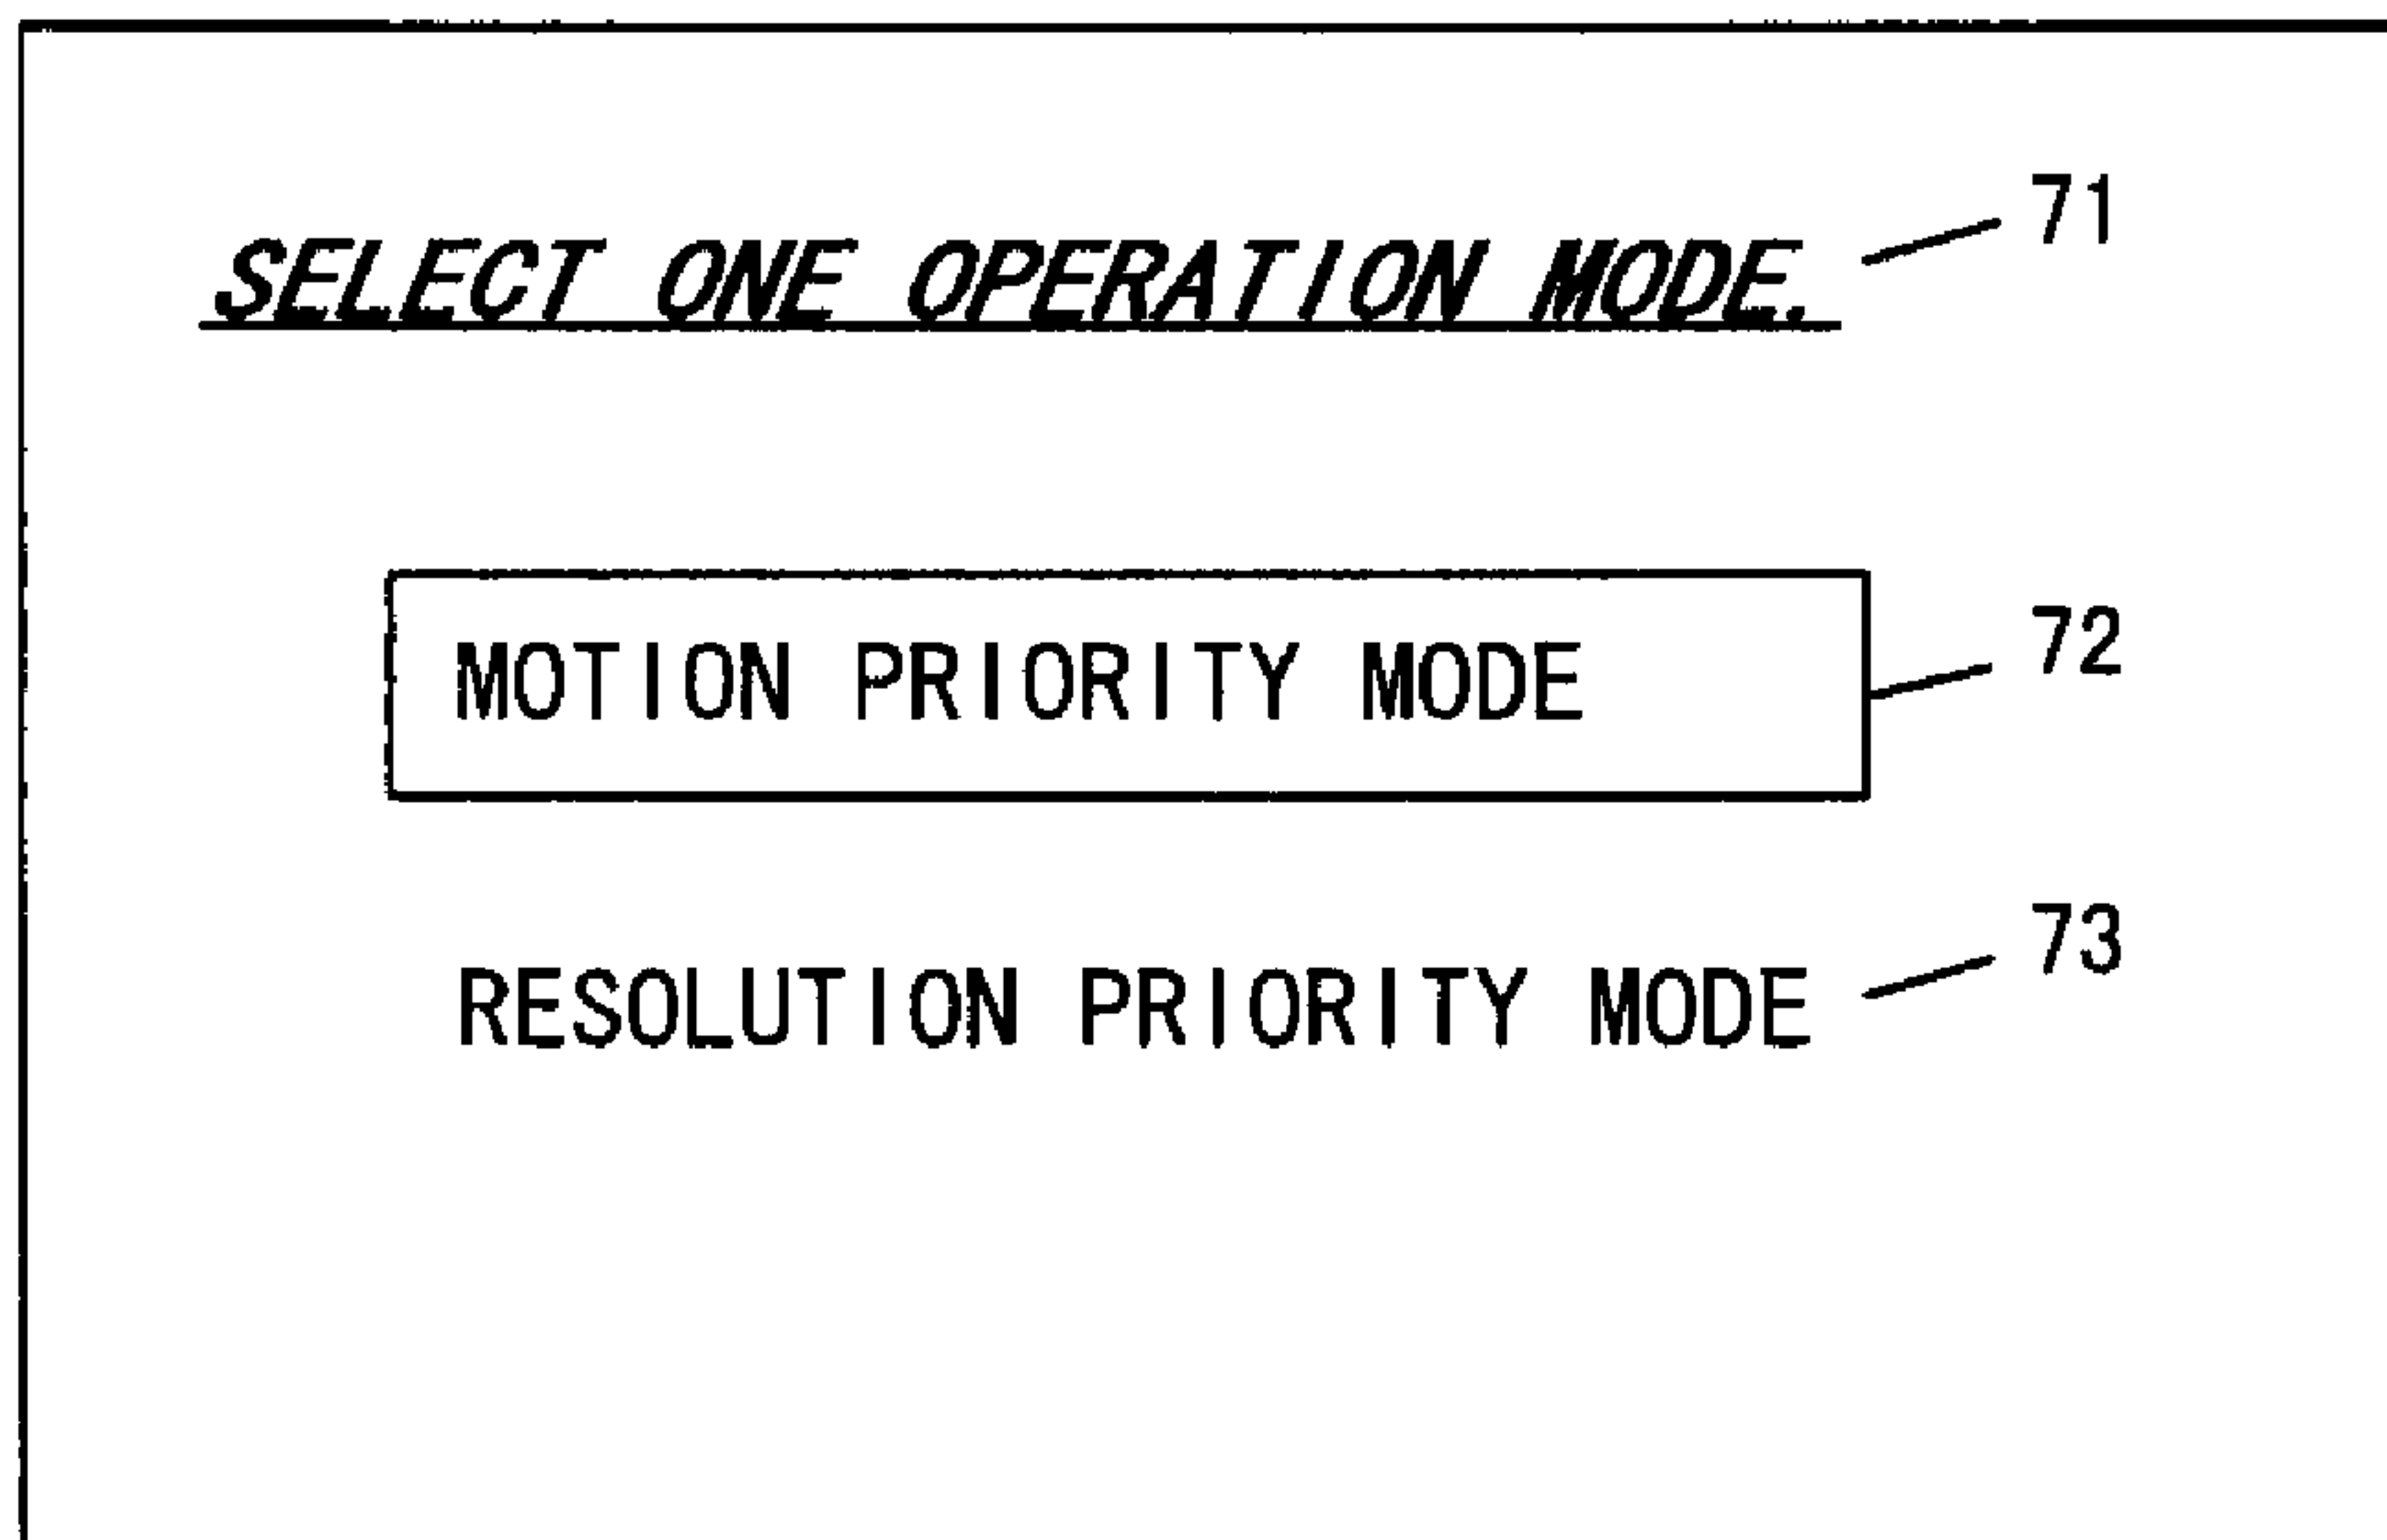 SELECT ONE OPERATION MODE. 71
MOTION PRIORITY MODE 72
RESOLUTION PRIORITY MODE 73